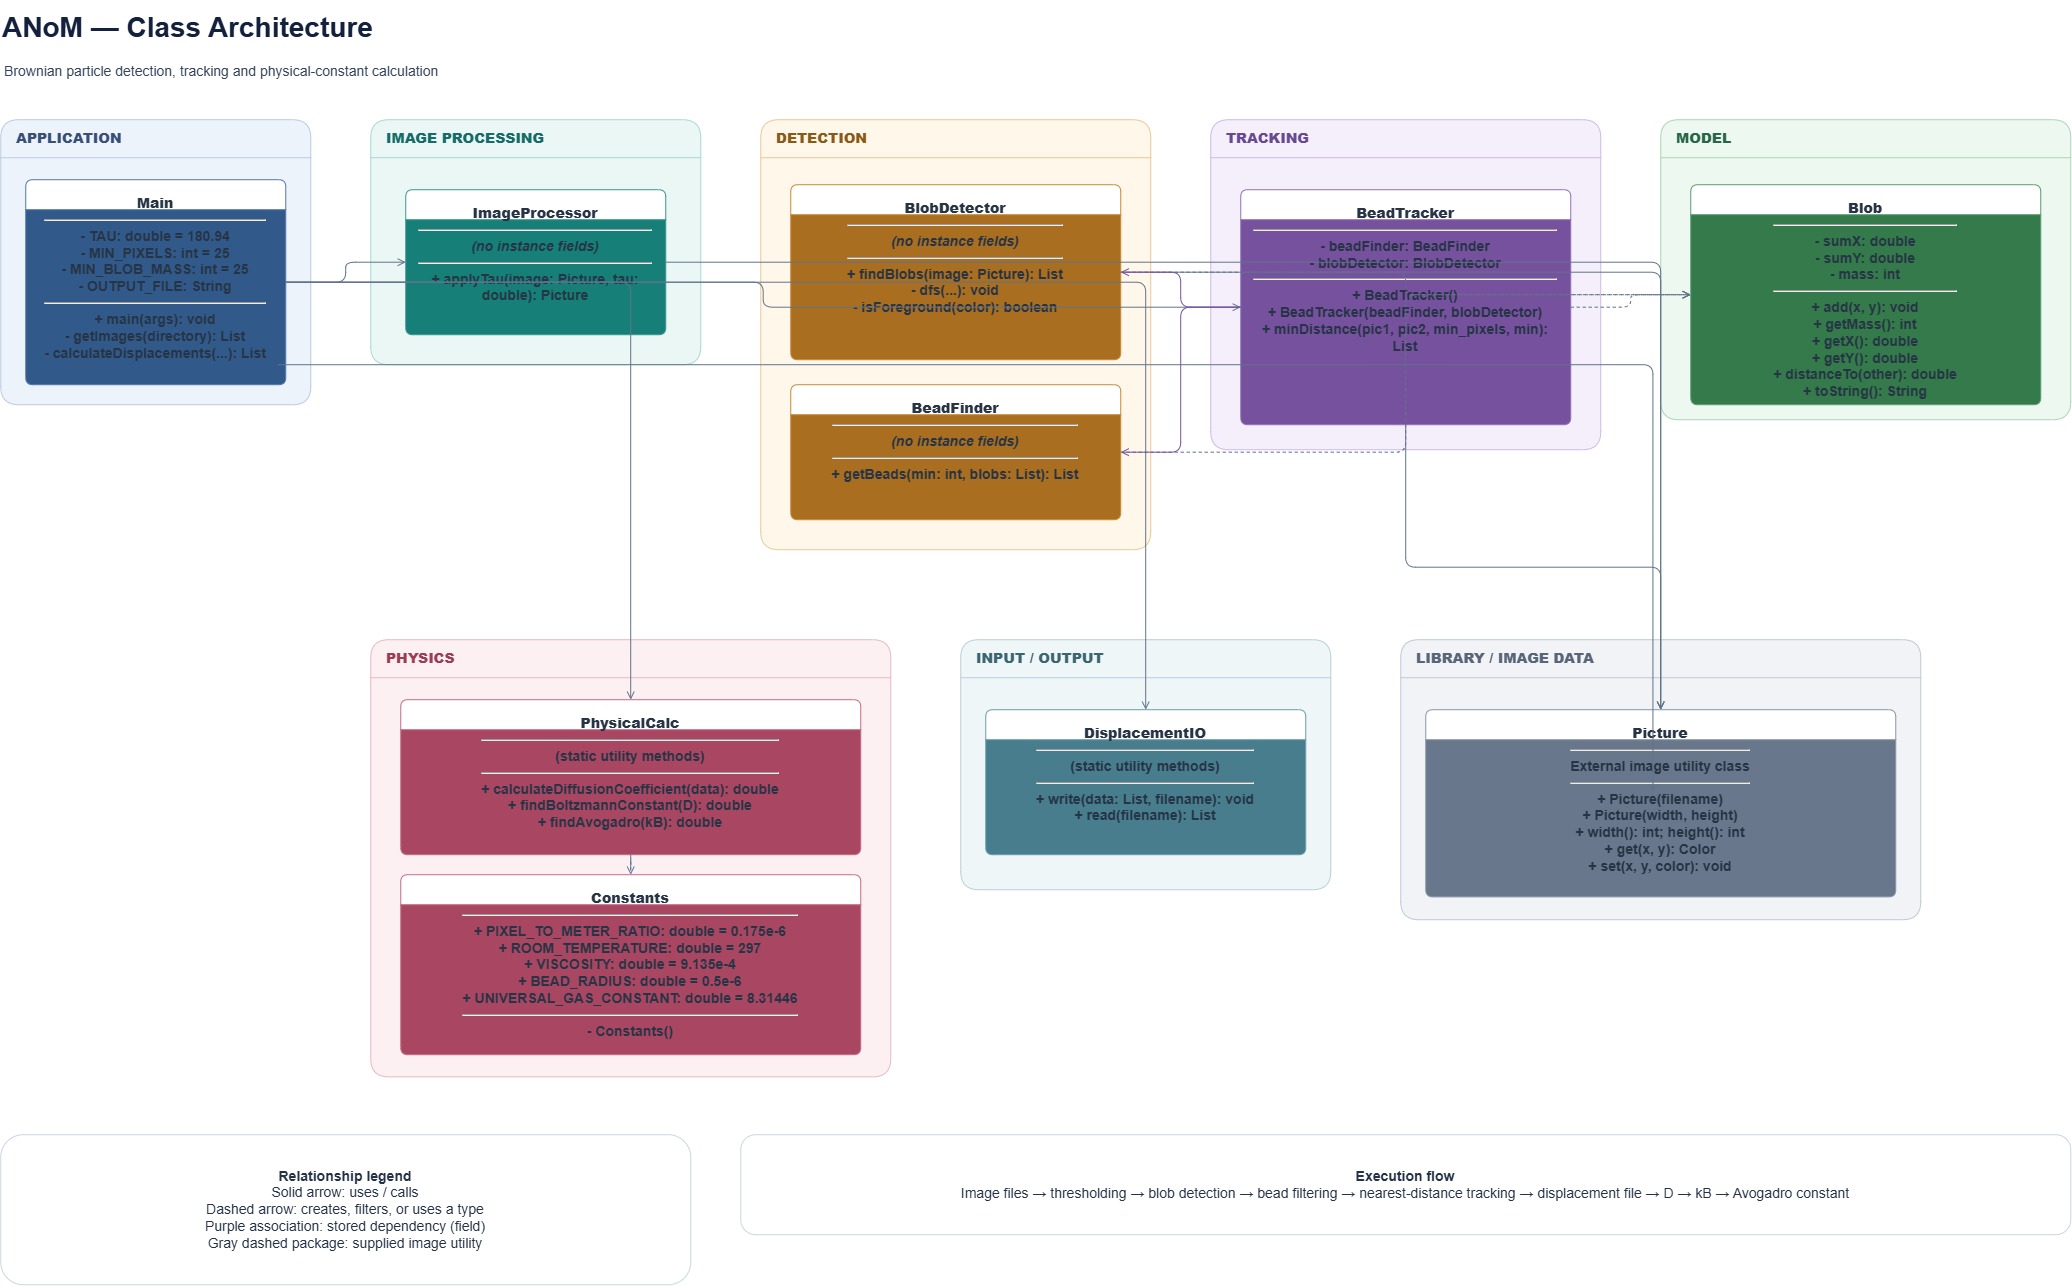 ANoM — Class Architecture
Brownian particle detection, tracking and physical-constant calculation
APPLICATION
Main
- TAU: double = 180.94
- MIN_PIXELS: int = 25
- MIN_BLOB_MASS: int = 25
- OUTPUT_FILE: String
+ main(args): void
- getImages(directory): List
- calculateDisplacements(...): List
IMAGE PROCESSING
ImageProcessor
(no instance fields)
+ applyTau(image: Picture, tau:
double): Picture
DETECTION
BlobDetector
(no instance fields)
+ findBlobs(image: Picture): List
- dfs(...): void
- isForeground(color): boolean
BeadFinder
(no instance fields)
+ getBeads(min: int, blobs: List): List
TRACKING
BeadTracker
- beadFinder: BeadFinder
- blobDetector: BlobDetector
+ BeadTracker()
+ BeadTracker(beadFinder, blobDetector)
+ minDistance(pic1, pic2, min_pixels, min):
List
MODEL
Blob
- sumX: double
- sumY: double
- mass: int
+ add(x, y): void
+ getMass(): int
+ getX(): double
+ getY(): double
+ distanceTo(other): double
+ toString(): String
PHYSICS
PhysicalCalc
(static utility methods)
+ calculateDiffusionCoefficient(data): double
+ findBoltzmannConstant(D): double
+ findAvogadro(kB): double
Constants
+ PIXEL_TO_METER_RATIO: double = 0.175e-6
+ ROOM_TEMPERATURE: double = 297
+ VISCOSITY: double = 9.135e-4
+ BEAD_RADIUS: double = 0.5e-6
+ UNIVERSAL_GAS_CONSTANT: double = 8.31446
- Constants()
INPUT / OUTPUT
DisplacementIO
(static utility methods)
+ write(data: List, filename): void
+ read(filename): List
LIBRARY / IMAGE DATA
Picture
External image utility class
+ Picture(filename)
+ Picture(width, height)
+ width(): int; height(): int
+ get(x, y): Color
+ set(x, y, color): void
Relationship legend
Solid arrow: uses / calls
Dashed arrow: creates, filters, or uses a type
Purple association: stored dependency (field)
Gray dashed package: supplied image utility
Execution flow
Image files → thresholding → blob detection → bead filtering → nearest-distance tracking → displacement file → D → kB → Avogadro constant